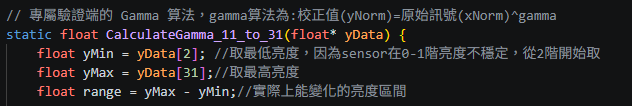 // 專屬驗證端的 Gamma 算法，gamma算法為:校正值(yNorm)=原始訊號(xNorm)^gamma
static float CalculateGamma_11_to_31(float* yData) {
float yMin = yData[2]; //取最低亮度，因為sensor在0-1階亮度不穩定，從2階開始取
float yMax = yData[31];//取最高亮度
float range = yMax - yMin;//實際上能變化的亮度區間